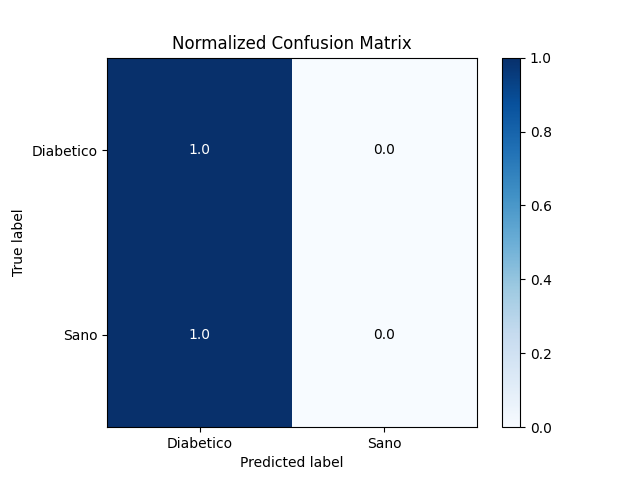 Normalized Confusion Matrix
True label
Diabetico
1.0
0.0
Sano
1.0
0.0
Diabetico
Sano
Predicted label
1.0
0.8
0.6
0.4
0.2
0.0